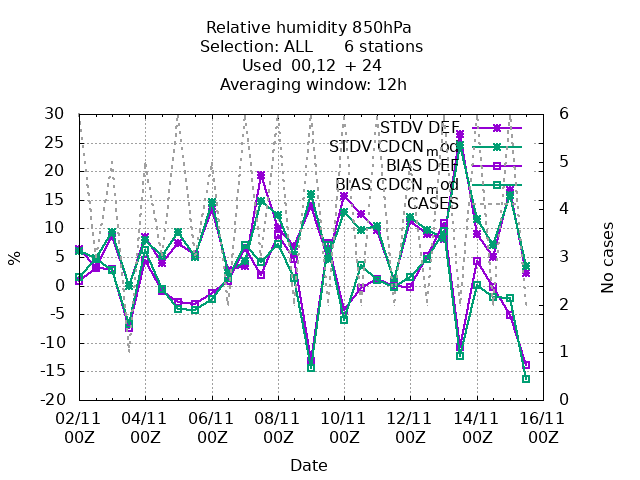 Relative humidity 850hPa
Selection: ALL 6 stations
Used 00,12 + 24
Averaging window: 12h
30 6
STDV DEF
25
STDV CDCN_mod
20 5
BIAS DEF
15
BIAS CDCN_mod
CASES
10 4
5
0 3
-5 2
-10
-15 1
-20 0
%
No cases
02/11 04/11 06/11 08/11 10/11 12/11 14/11 16/11
00Z 00Z 00Z 00Z 00Z 00Z 00Z 00Z
Date